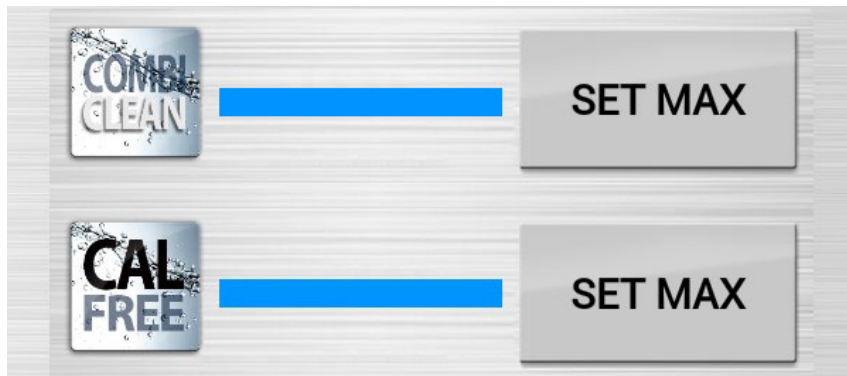 COMBI
CLEAN
SET MAX
CAL
FREE
SET MAX